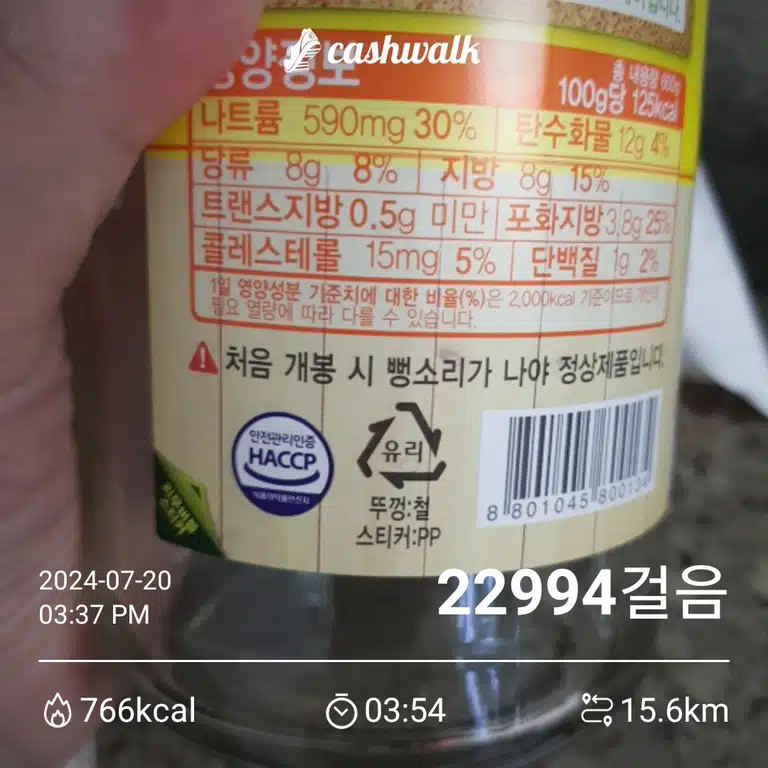 cashwalk
영양정보
총 내용량 600g
100g당 125kcal
나트륨 590mg 30% 탄수화물 12g 4%
당류 8g 8% 지방 8g 15%
트랜스지방 0.5g 미만 포화지방 3.8g 25%
콜레스테롤 15mg 5% 단백질 1g 2%
1일 영양성분 기준치에 대한 비율(%)은 2,000kcal 기준이므로 개인의
필요 열량에 따라 다를 수 있습니다.
처음 개봉 시 뻥소리가 나야 정상제품입니다.
안전관리인증
HACCP
유리
뚜껑:철
스티커:PP
8 801045 80013
2024-07-20
03:37 PM
22994걸음
766kcal
03:54
15.6km